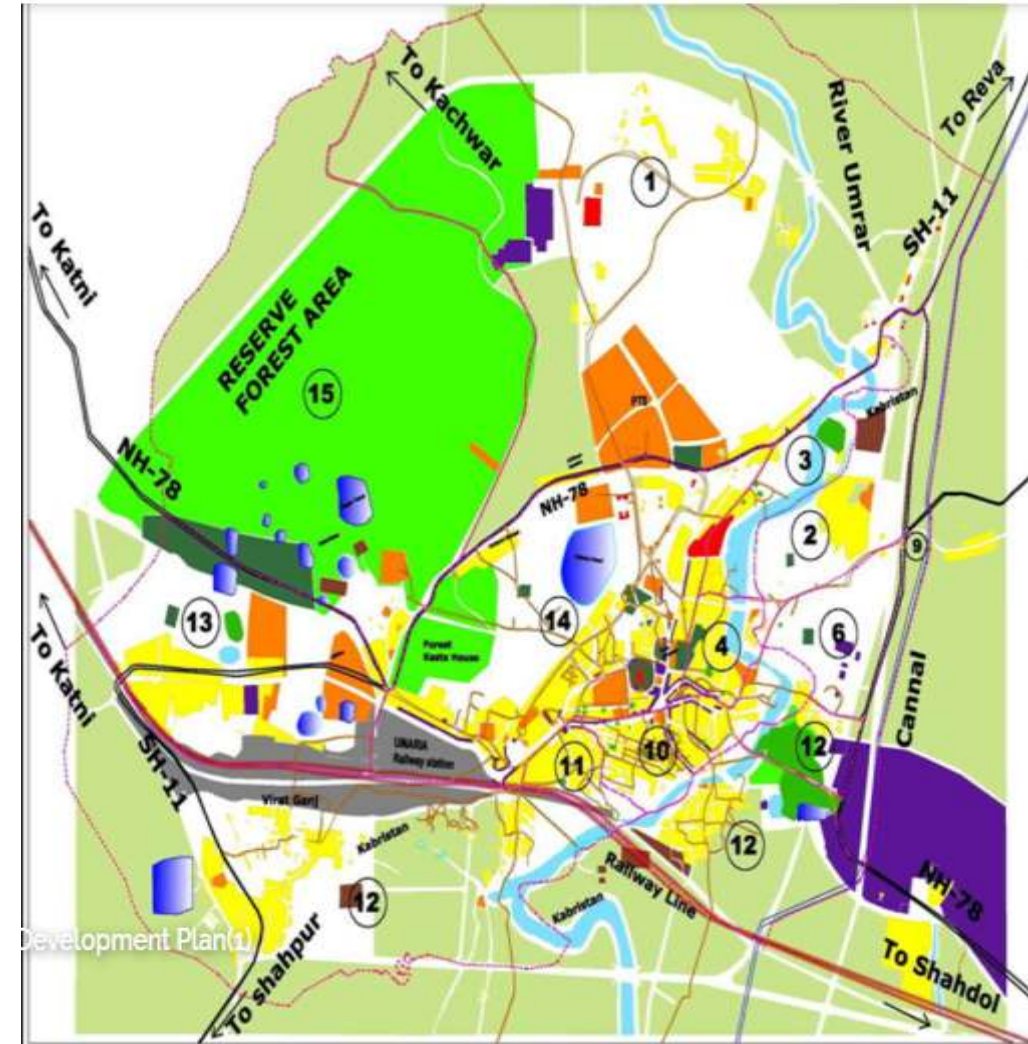 To Kachwar
River Umrar
To Reva
SH-11
1
To Katni
RESERVE
FOREST AREA
15
PTS
Kabristan
NH-78
NH-78
3
2
9
13
14
4
6
To Katni
Forest
Kasta House
Cannal
UMARIA
Railway station
11
10
12
SH-11
Virat Ganj
Kabristan
12
Railway Line
12
Kabristan
NH-78
Development Plan(1)
To shahpur
To Shahdol